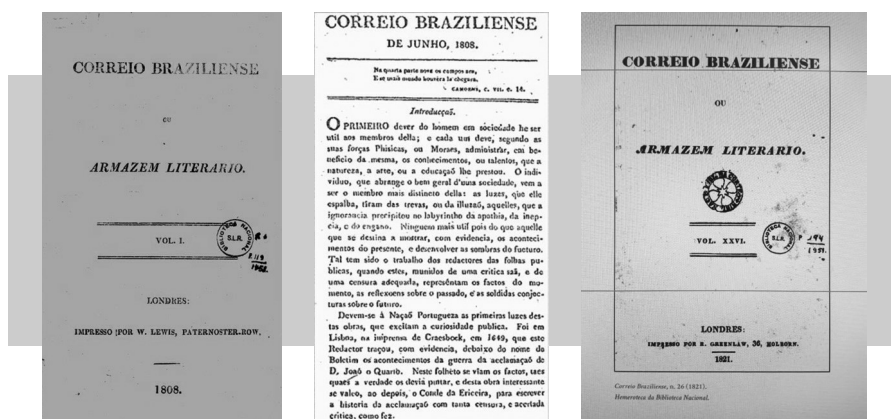 CORREIO BRAZILIENSE
OU
ARMAZEM LITERARIO.
VOL. I.
BIBLIOTECA NACIONAL
S.L.R.
LONDRES:
IMPRESSO POR W. LEWIS, PATERNOSTER-ROW.
1808.
CORREIO BRAZILIENSE
DE JUNHO, 1808.
Na quarta parte nova os campos ara,
E se mais mundo houvéra la chegara.
CAMOENS, C. VII. e. 14.
Introducçaõ.
O PRIMEIRO dever do homem em sociedade he ser
util aos membros della; e cada um deve, segundo as
suas forças Phisicas, ou Moraes, administrar, em be-
neficio da mesma, os conhecimentos, ou talentos, que a
natureza, a arte, ou a educaçaõ lhe prestou. O indi-
viduo, que abrange o bem geral d'uma sociedade, vem a
ser o membro mais distincto della: as luzes, que elle
espalha, tiram das trevas, ou da illuzaõ, aquelles, que a
ignorancia precipitou no labyrintho da apathia, da inep-
cia, e do engano. Ninguem mais util pois do que aquelle
que se destina a mostrar, com evidencia, os aconteci-
mentos do presente, e desenvolver as sombras do fucturo.
Tal tem sido o trabalho dos redactores das folhas pu-
blicas, quando estes, munidos de uma critica saã, e de
uma censura adequada, represêntam os factos do mo-
mento, as reflexoens sobre o passado, e as soldidas conjec-
turas sobre o futuro.
Devem-se á Naçaõ Portugueza as primeiras luzes des-
tas obras, que excitam a curiosidade publica. Foi em
Lisboa, na imprensa de Craesbeck, em 1649, que este
Redactor traçou, com evidencia, debaixo do nome de
Boletim os acontecimentos da guerra da acclamaçaõ de
D. Joaõ o Quarto. Neste folhêto se viam os factos, taes
quaes a verdade os devia pintar, e desta obra interessante
se valeo, ao depois, o Conde da Ericeira, para escrever
a historia da acclamaçaõ com tanta censura, e acertada
critica, como fez.
CORREIO BRAZILIENSE
OU
ARMAZEM LITERARIO.
VOL. XXVI.
BIBLIOTECA NACIONAL
S.L.R.
LONDRES:
IMPRESSO POR R. GREENLAW, 36, HOLBORN.
1821.
Correio Braziliense, n. 26 (1821).
Hemeroteca da Biblioteca Nacional.